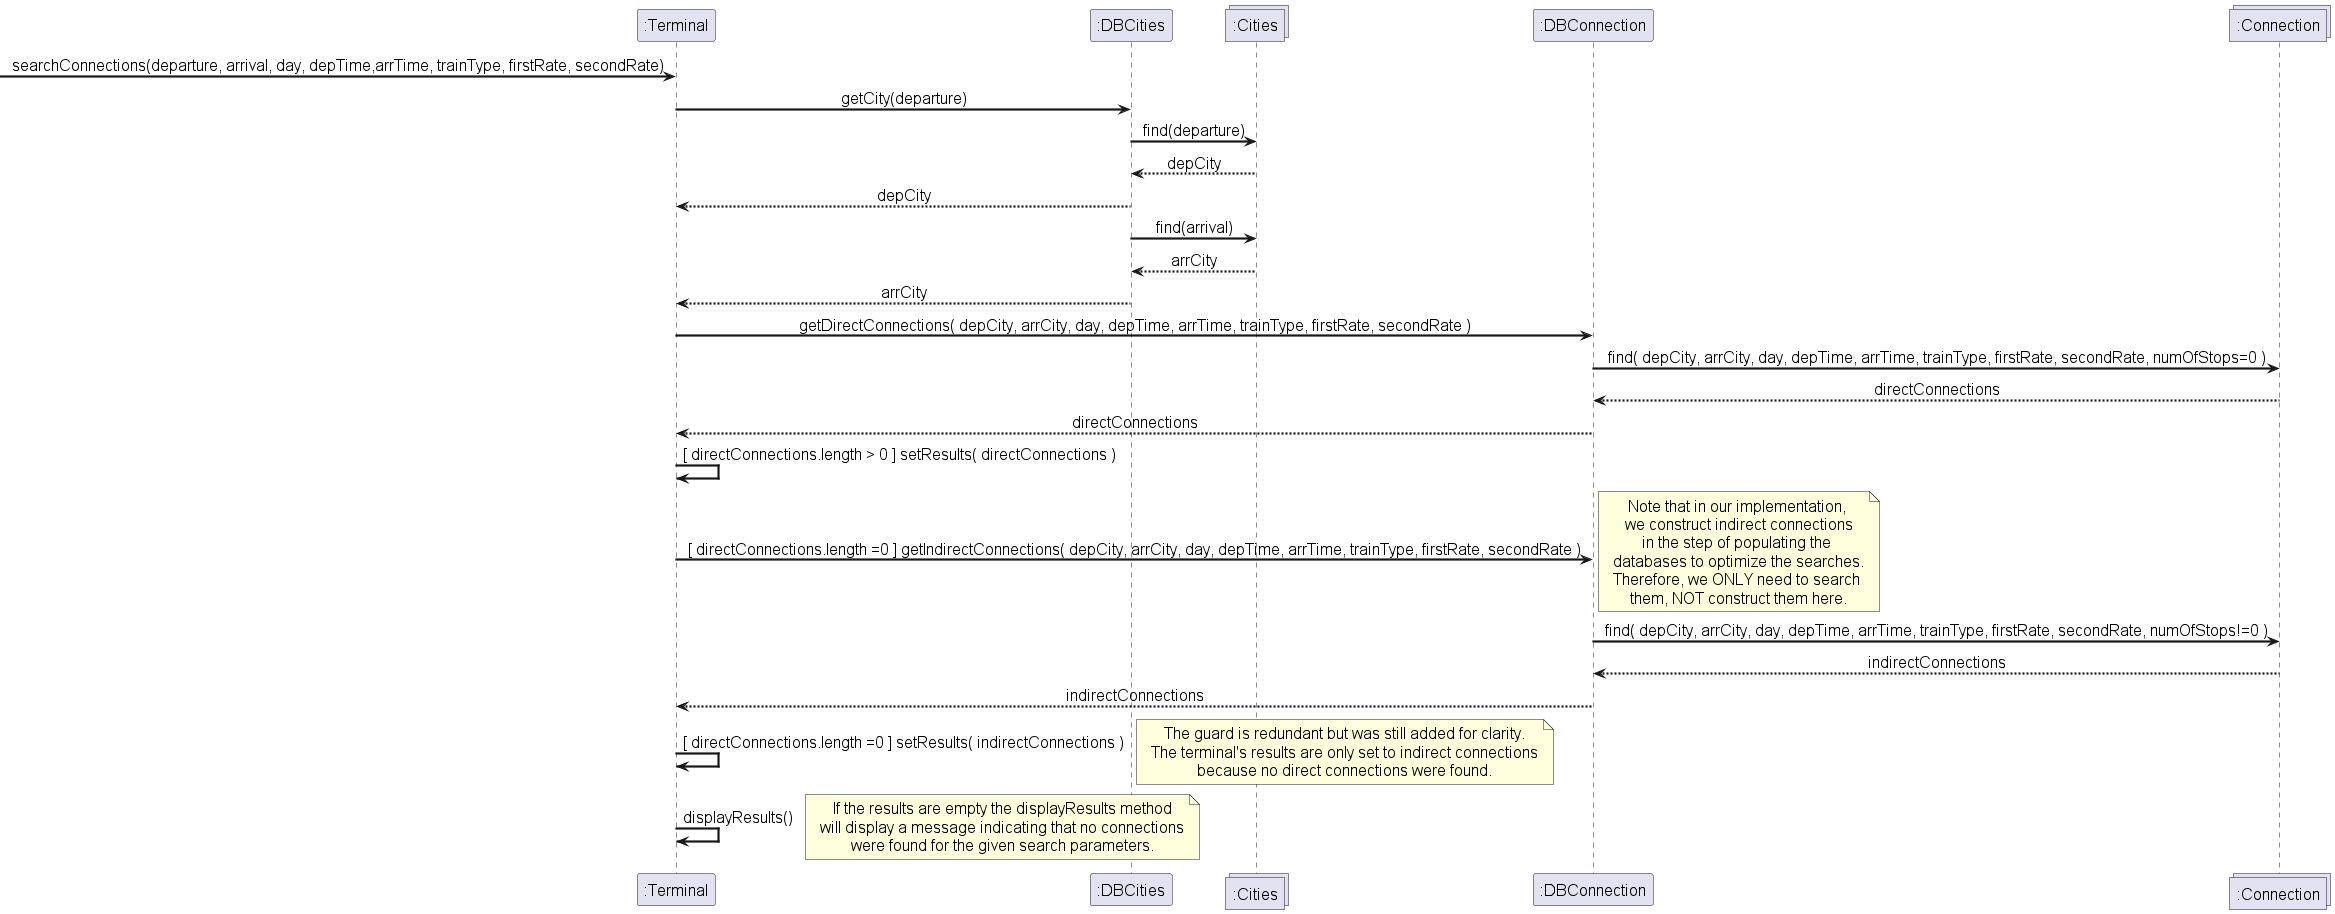 :Terminal
:DBCities
:Cities
:DBConnection
:Connection
searchConnections(departure, arrival, day, depTime,arrTime, trainType, firstRate, secondRate)
getCity(departure)
find(departure)
depCity
depCity
find(arrival)
arrCity
arrCity
getDirectConnections( depCity, arrCity, day, depTime, arrTime, trainType, firstRate, secondRate )
find( depCity, arrCity, day, depTime, arrTime, trainType, firstRate, secondRate, numOfStops=0 )
directConnections
directConnections
[ directConnections.length > 0 ] setResults( directConnections )
[ directConnections.length =0 ] getIndirectConnections( depCity, arrCity, day, depTime, arrTime, trainType, firstRate, secondRate )
Note that in our implementation,
we construct indirect connections
in the step of populating the
databases to optimize the searches.
Therefore, we ONLY need to search
them, NOT construct them here.
find( depCity, arrCity, day, depTime, arrTime, trainType, firstRate, secondRate, numOfStops!=0 )
indirectConnections
indirectConnections
[ directConnections.length =0 ] setResults( indirectConnections )
The guard is redundant but was still added for clarity.
The terminal's results are only set to indirect connections
because no direct connections were found.
displayResults()
If the results are empty the displayResults method
will display a message indicating that no connections
were found for the given search parameters.
:Terminal
:DBCities
:Cities
:DBConnection
:Connection